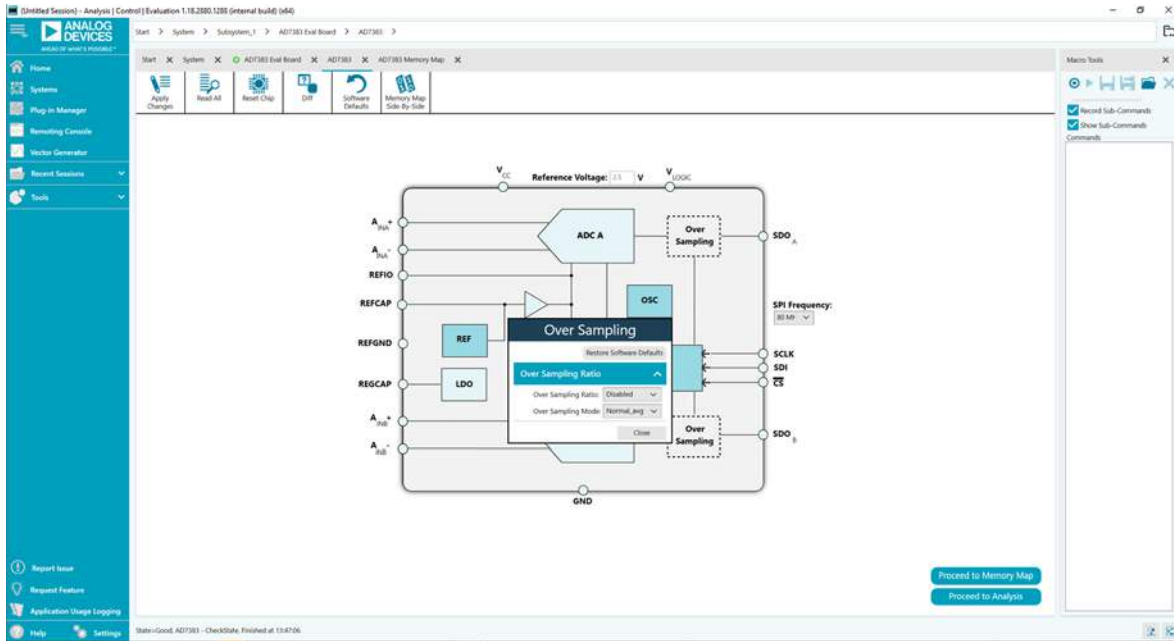 (Untitled Session) - Analysis | Control | Evaluation 1.18.2880.1288 (internal build) (x64)
ANALOG
DEVICES
AHEAD OF WHAT'S POSSIBLE™
Start > System > Subsystem_1 > AD7383 Eval Board > AD7383 >
Home
Systems
Plug-in Manager
Remoting Console
Vector Generator
Recent Sessions
Tools
Start X System X AD7383 Eval Board X AD7383 X AD7383 Memory Map X
Apply Changes
Read All
Reset Chip
Diff
Software Defaults
Memory Map Side-By-Side
Macro Tools X
Record Sub-Commands
Show Sub-Commands
Commands
VCC
Reference Voltage: 2.5 V
VLOGIC
AINA+
AINA-
REFIO
REFCAP
REFGND
REGCAP
AINB+
AINB-
ADC A
Over Sampling
SDOA
OSC
REF
LDO
SPI Frequency:
80 MH
SCLK
SDI
CS
Over Sampling
Restore Software Defaults
Over Sampling Ratio
Over Sampling Ratio: Disabled
Over Sampling Mode: Normal_avg
Close
Over Sampling
SDOB
GND
Proceed to Memory Map
Proceed to Analysis
Report Issue
Request Feature
Application Usage Logging
Help Settings
State=Good, AD7383 - CheckState, Finished at 13:47:06